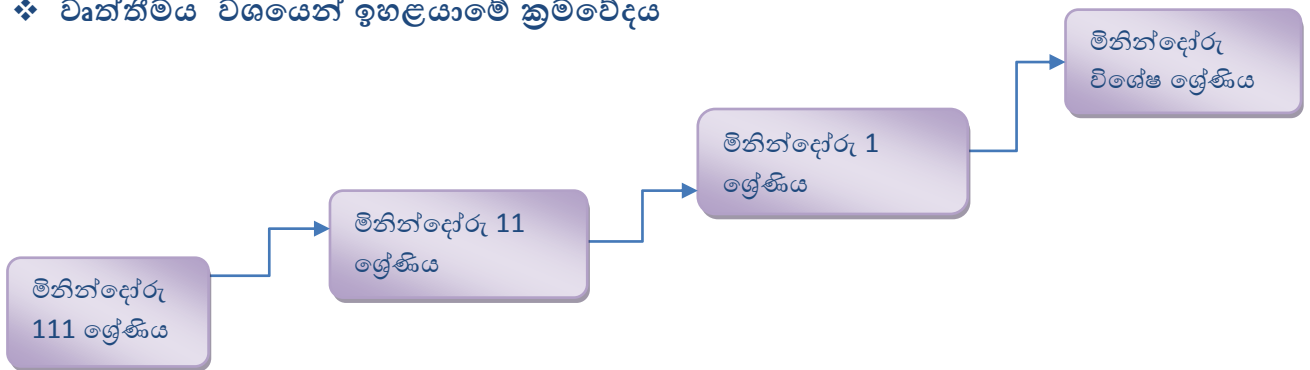 ❖ වෘත්තීමය වශයෙන් ඉහළයාමේ ක්‍රමවේදය
මිනින්දෝරු
විශේෂ ශ්‍රේණිය
මිනින්දෝරු 1
ශ්‍රේණිය
මිනින්දෝරු 11
ශ්‍රේණිය
මිනින්දෝරු
111 ශ්‍රේණිය